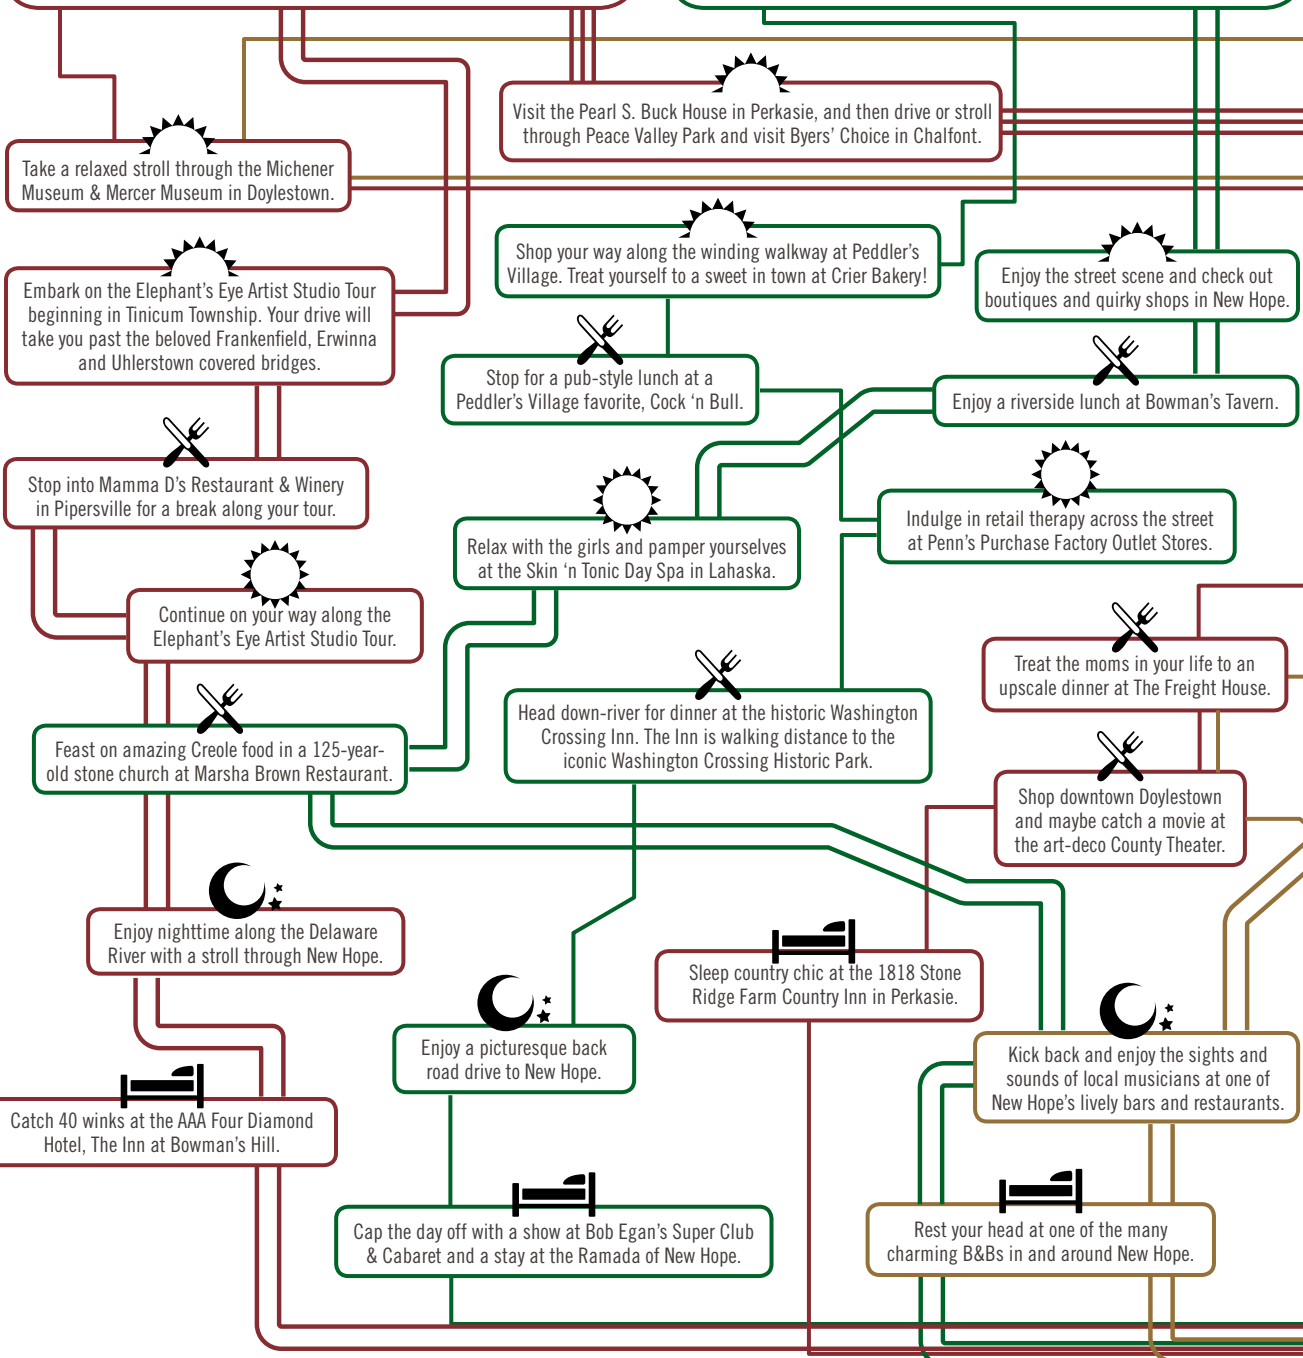 Visit the Pearl S. Buck House in Perkasie, and then drive or stroll
through Peace Valley Park and visit Byers’ Choice in Chalfont.
Take a relaxed stroll through the Michener
Museum & Mercer Museum in Doylestown.
Shop your way along the winding walkway at Peddler’s
Village. Treat yourself to a sweet in town at Crier Bakery!
Enjoy the street scene and check out
boutiques and quirky shops in New Hope.
Embark on the Elephant’s Eye Artist Studio Tour
beginning in Tinicum Township. Your drive will
take you past the beloved Frankenfield, Erwinna
and Uhlerstown covered bridges.
Stop for a pub-style lunch at a
Peddler’s Village favorite, Cock ‘n Bull.
Enjoy a riverside lunch at Bowman’s Tavern.
Stop into Mamma D’s Restaurant & Winery
in Pipersville for a break along your tour.
Indulge in retail therapy across the street
at Penn’s Purchase Factory Outlet Stores.
Relax with the girls and pamper yourselves
at the Skin ‘n Tonic Day Spa in Lahaska.
Continue on your way along the
Elephant’s Eye Artist Studio Tour.
Treat the moms in your life to an
upscale dinner at The Freight House.
Head down-river for dinner at the historic Washington
Crossing Inn. The Inn is walking distance to the
iconic Washington Crossing Historic Park.
Feast on amazing Creole food in a 125-year-
old stone church at Marsha Brown Restaurant.
Shop downtown Doylestown
and maybe catch a movie at
the art-deco County Theater.
Enjoy nighttime along the Delaware
River with a stroll through New Hope.
Sleep country chic at the 1818 Stone
Ridge Farm Country Inn in Perkasie.
Enjoy a picturesque back
road drive to New Hope.
Kick back and enjoy the sights and
sounds of local musicians at one of
New Hope’s lively bars and restaurants.
Catch 40 winks at the AAA Four Diamond
Hotel, The Inn at Bowman’s Hill.
Cap the day off with a show at Bob Egan’s Super Club
& Cabaret and a stay at the Ramada of New Hope.
Rest your head at one of the many
charming B&Bs in and around New Hope.